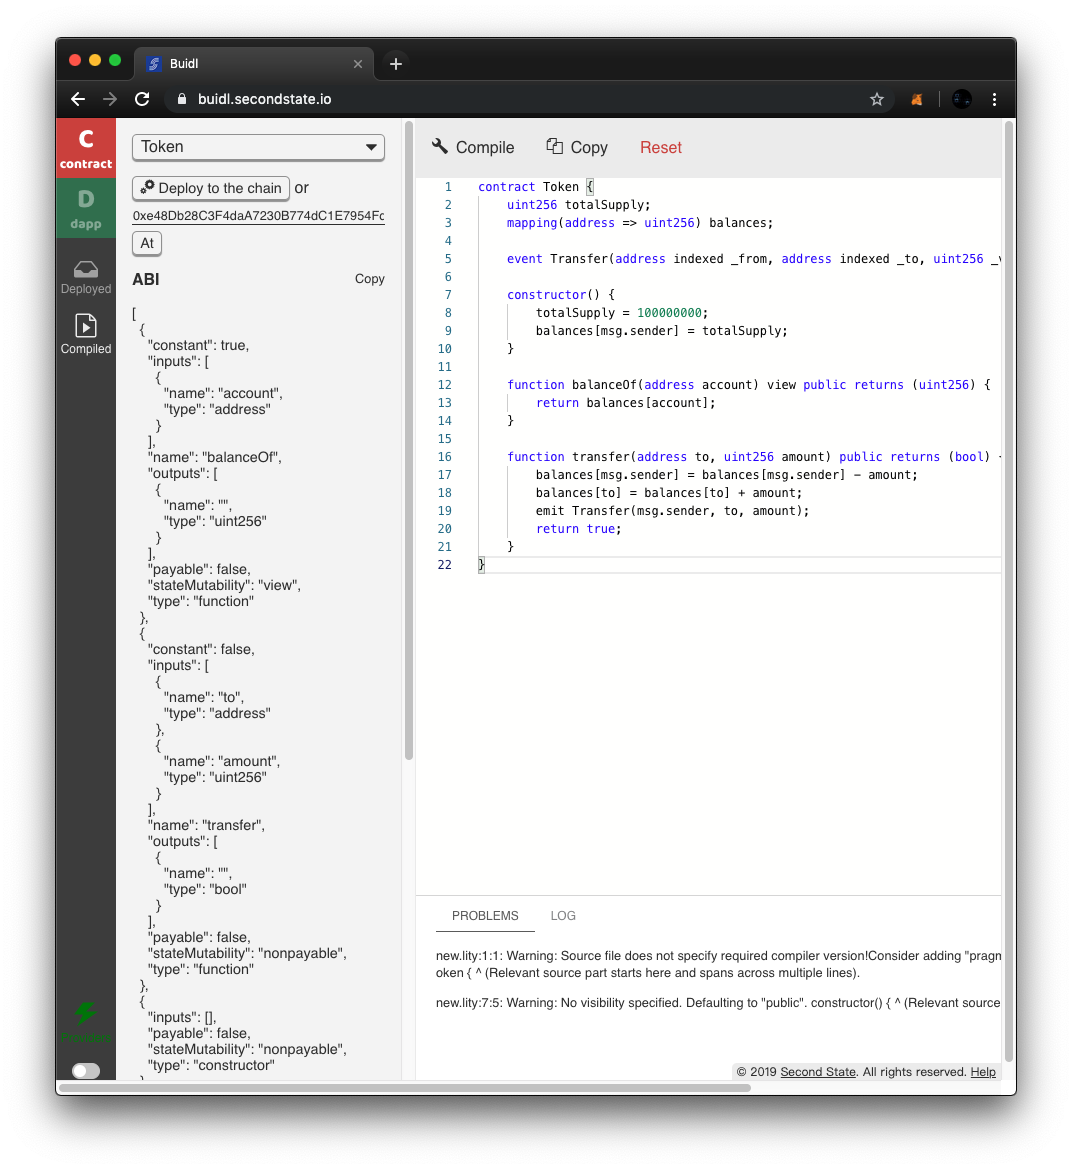 Buidl
buidl.secondstate.io
C
contract
D
dapp
Deployed
Compiled
Providers
Token
Deploy to the chain or
0xe48Db28C3F4daA7230B774dC1E7954Fc
At
ABI Copy
[
{
"constant": true,
"inputs": [
{
"name": "account",
"type": "address"
}
],
"name": "balanceOf",
"outputs": [
{
"name": "",
"type": "uint256"
}
],
"payable": false,
"stateMutability": "view",
"type": "function"
},
{
"constant": false,
"inputs": [
{
"name": "to",
"type": "address"
},
{
"name": "amount",
"type": "uint256"
}
],
"name": "transfer",
"outputs": [
{
"name": "",
"type": "bool"
}
],
"payable": false,
"stateMutability": "nonpayable",
"type": "function"
},
{
"inputs": [],
"payable": false,
"stateMutability": "nonpayable",
"type": "constructor"
Compile Copy Reset
1 contract Token {
2 uint256 totalSupply;
3 mapping(address => uint256) balances;
4
5 event Transfer(address indexed _from, address indexed _to, uint256 _v
6
7 constructor() {
8 totalSupply = 100000000;
9 balances[msg.sender] = totalSupply;
10 }
11
12 function balanceOf(address account) view public returns (uint256) {
13 return balances[account];
14 }
15
16 function transfer(address to, uint256 amount) public returns (bool) {
17 balances[msg.sender] = balances[msg.sender] - amount;
18 balances[to] = balances[to] + amount;
19 emit Transfer(msg.sender, to, amount);
20 return true;
21 }
22 }
PROBLEMS LOG
new.lity:1:1: Warning: Source file does not specify required compiler version!Consider adding "pragm
oken { ^ (Relevant source part starts here and spans across multiple lines).
new.lity:7:5: Warning: No visibility specified. Defaulting to "public". constructor() { ^ (Relevant source
© 2019 Second State. All rights reserved. Help